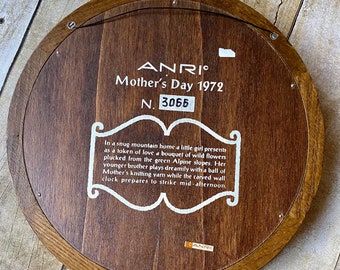 ANRI
Mother's Day 1972
N. 3055
In a snug mountain home a little girl presents
as a token of love a bouquet of wild flowers
plucked from the green Alpine slopes. Her
younger brother plays dreamily with a ball of
Mother's knitting yarn while the carved wall
clock prepares to strike mid-afternoon.
ANRI